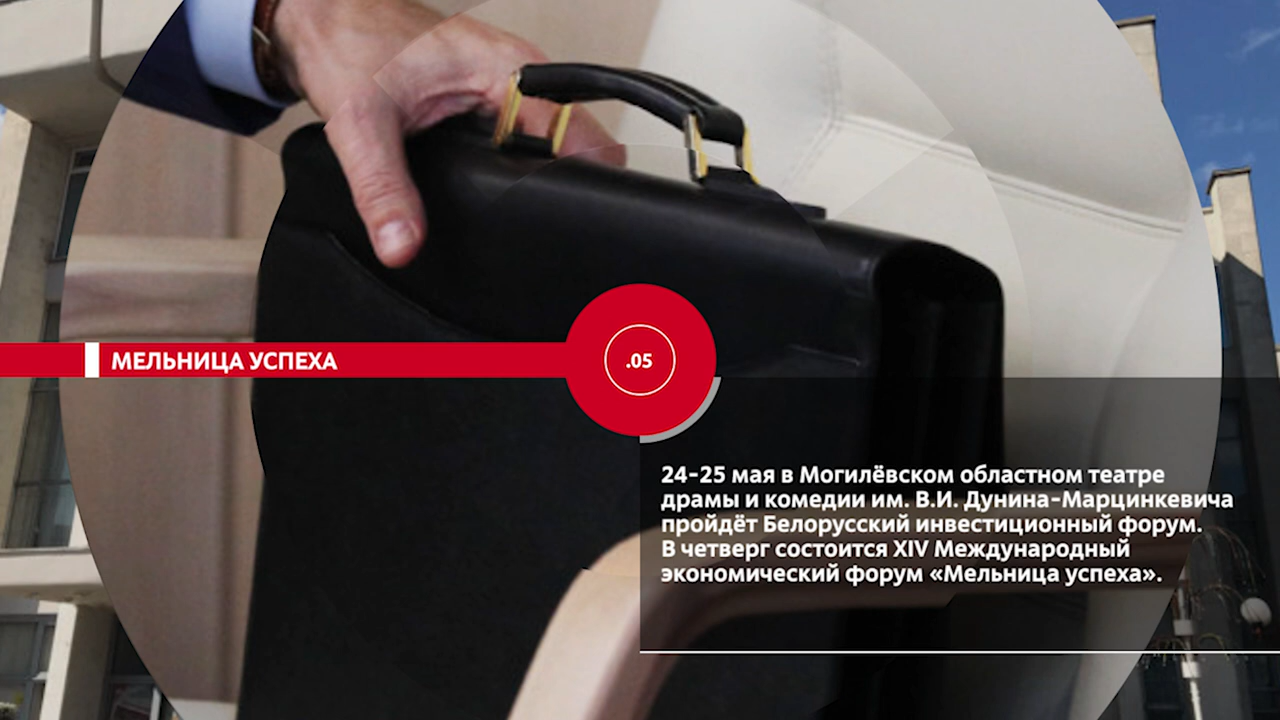 МЕЛЬНИЦА УСПЕХА
.05
24-25 мая в Могилёвском областном театре
драмы и комедии им. В.И. Дунина-Марцинкевича
пройдёт Белорусский инвестиционный форум.
В четверг состоится XIV Международный
экономический форум «Мельница успеха».